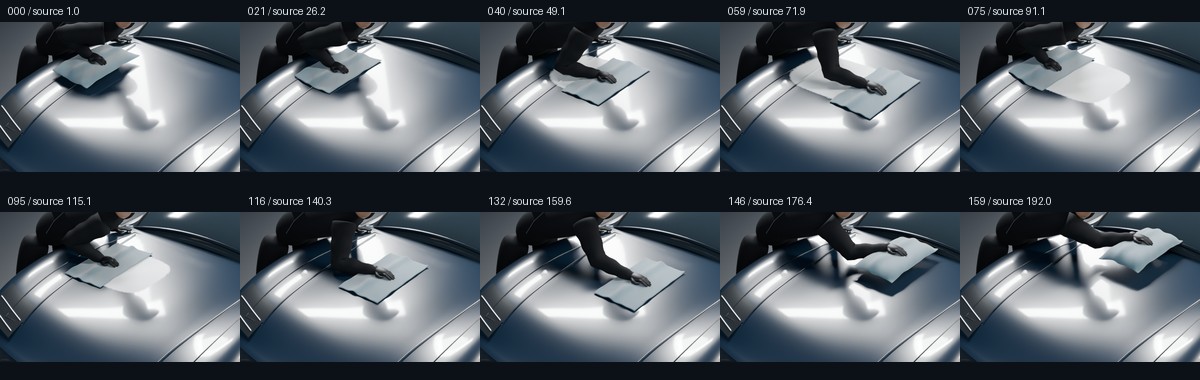 000 / source 1.0
021 / source 26.2
040 / source 49.1
059 / source 71.9
075 / source 91.1
095 / source 115.1
116 / source 140.3
132 / source 159.6
146 / source 176.4
159 / source 192.0